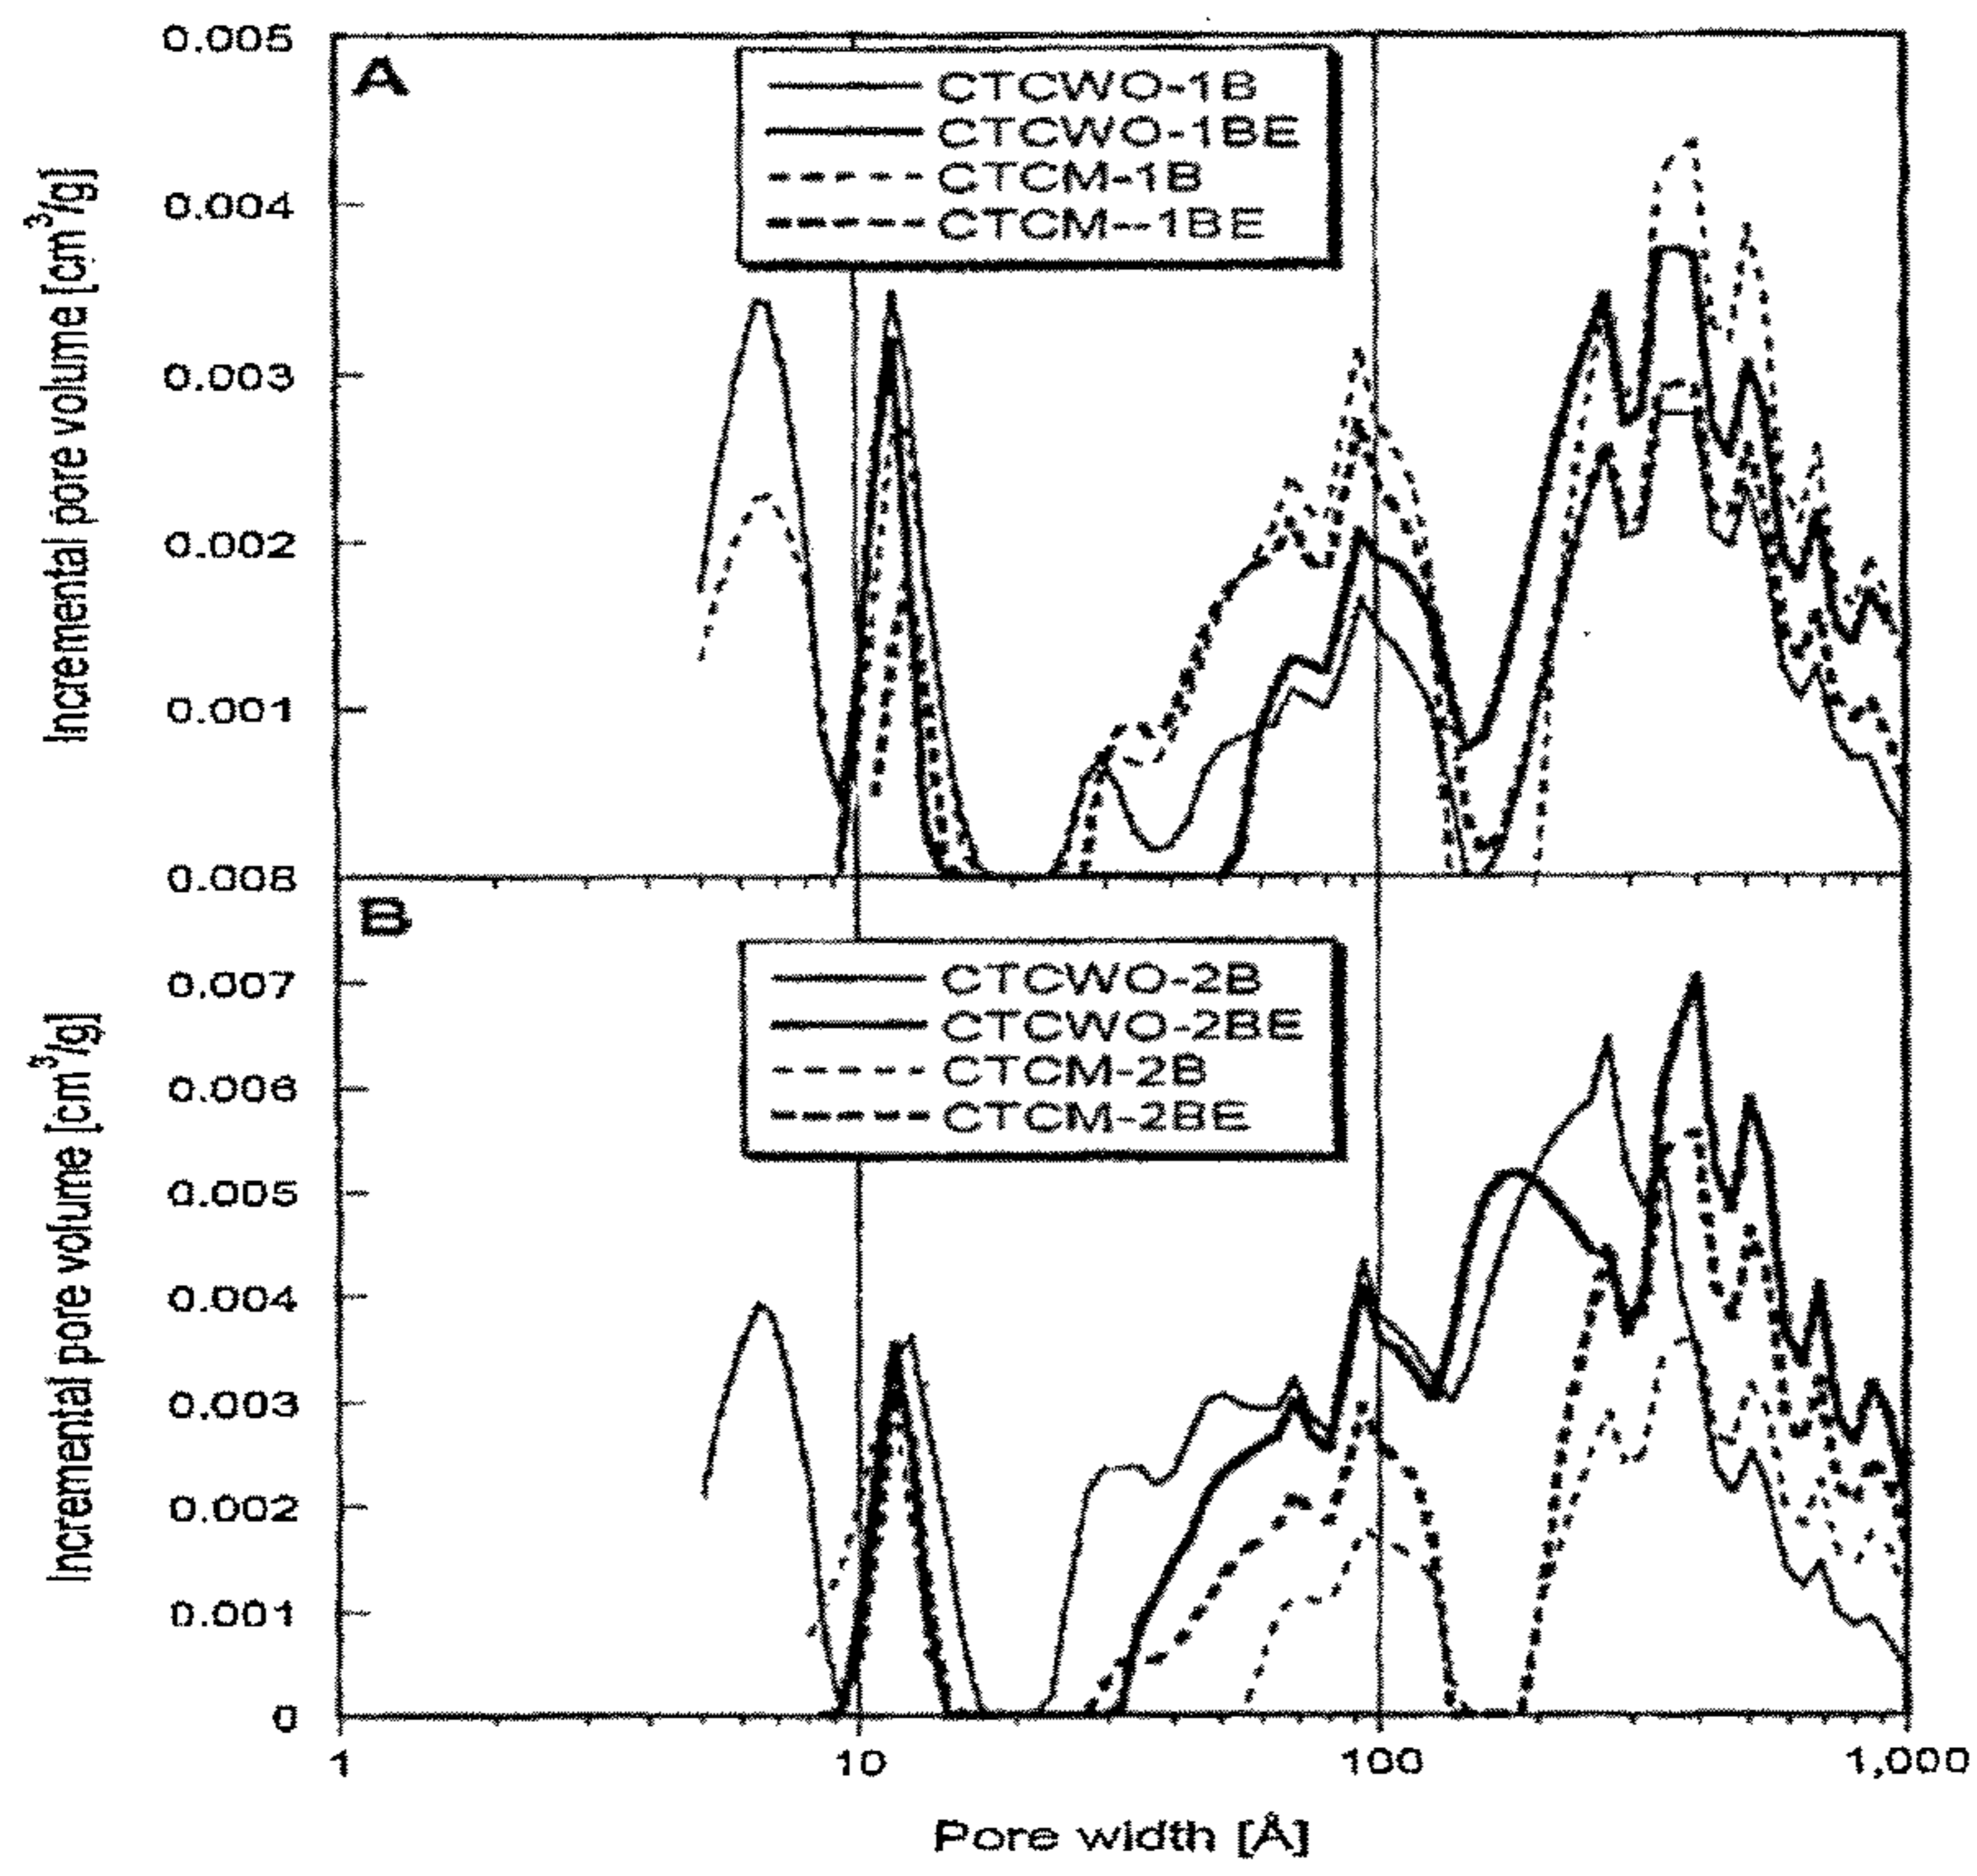 0.005
A
CTCWO-1B
CTCWO-1BE
CTCM-1B
CTCM--1BE
0.004
0.003
0.002
0.001
Incremental pore volume [cm³/g]
0.008
B
CTCWO-2B
CTCWO-2BE
CTCM-2B
CTCM-2BE
0.007
0.006
0.005
0.004
0.003
0.002
0.001
0
Incremental pore volume [cm³/g]
1 10 100 1,000
Pore width [Å]